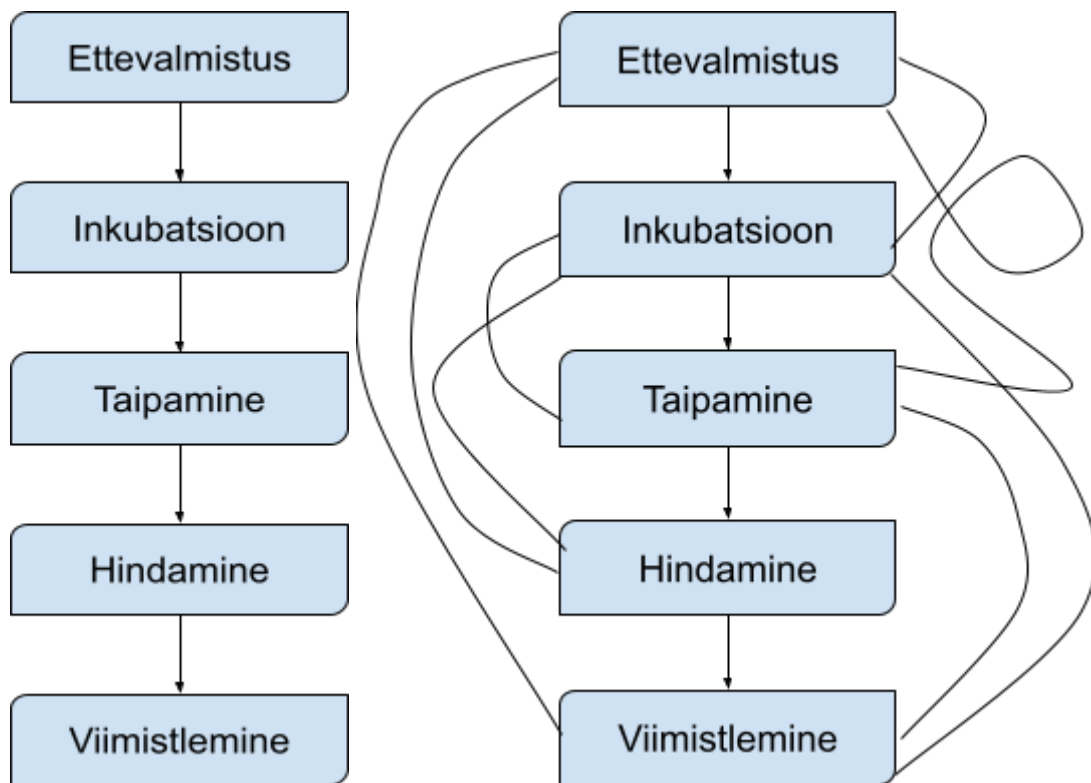 Ettevalmistus
Inkubatsioon
Taipamine
Hindamine
Viimistlemine
Ettevalmistus
Inkubatsioon
Taipamine
Hindamine
Viimistlemine